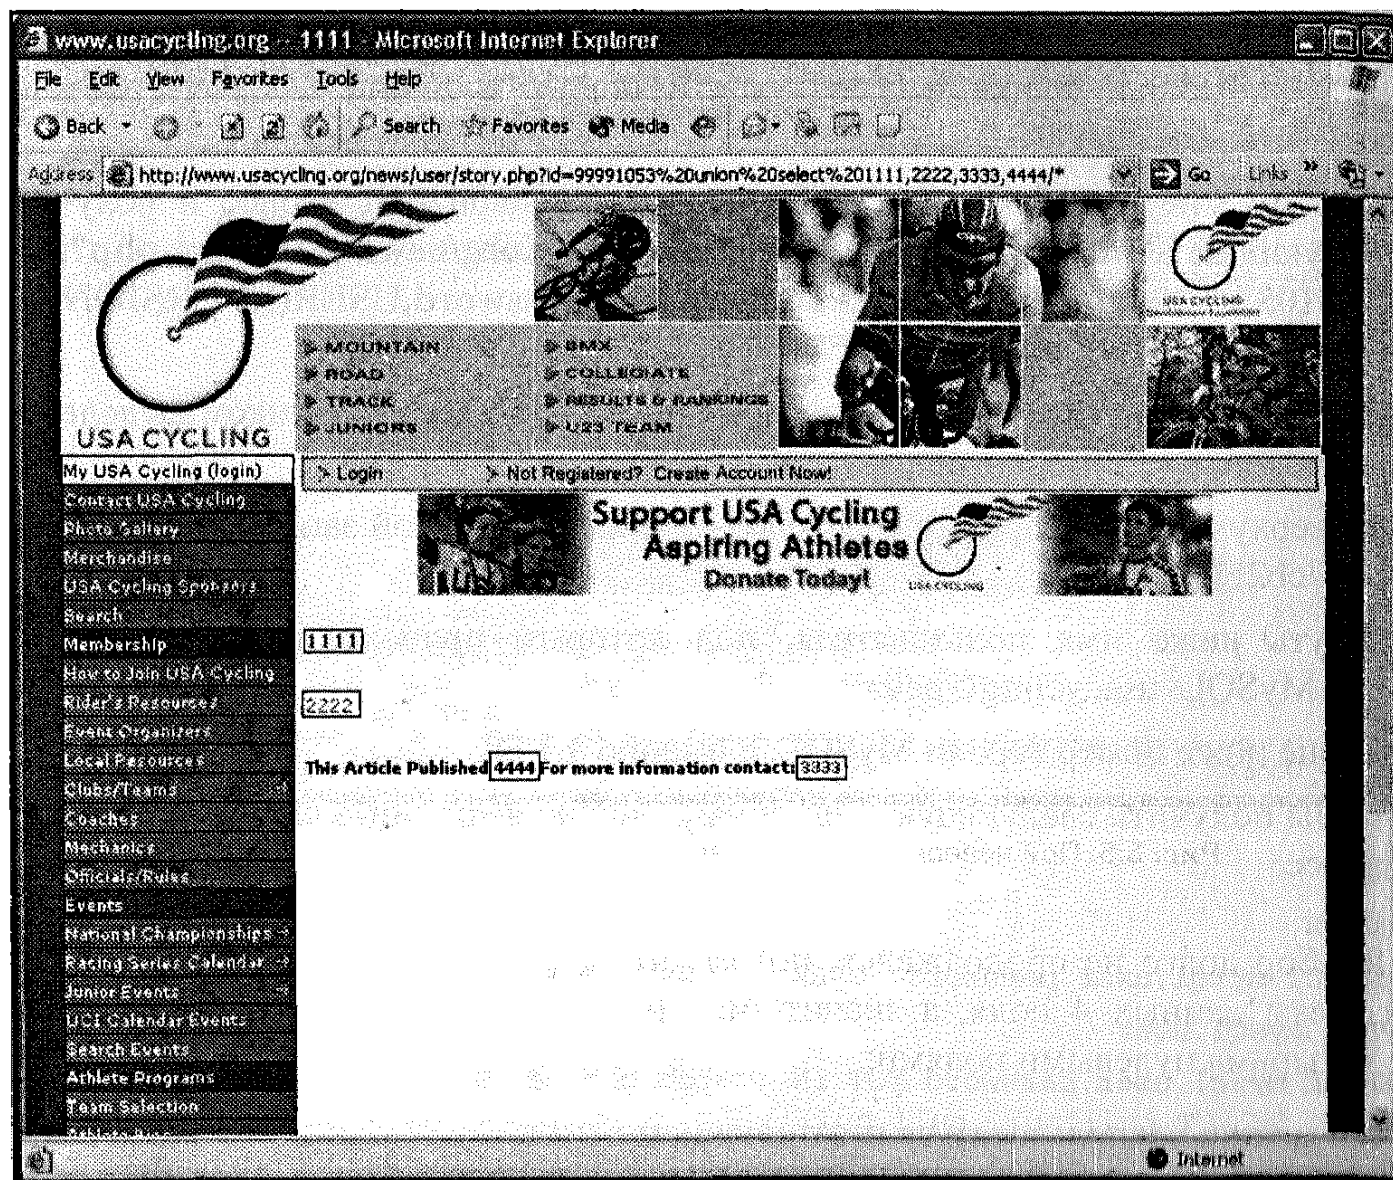 www.usacycling.org -- 1111 - Microsoft Internet Explorer
File Edit View Favorites Tools Help
Back Search Favorites Media
Address http://www.usacycling.org/news/user/story.php?id=99991053%20union%20select%201111,2222,3333,4444/* Go Links »
MOUNTAIN
ROAD
TRACK
JUNIORS
BMX
COLLEGIATE
RESULTS & RANKINGS
U23 TEAM
USA CYCLING
USA CYCLING
My USA Cycling (login)
Login Not Registered? Create Account Now!
Contact USA Cycling
Photo Gallery
Merchandise
USA Cycling Sponsors
Search
Membership
How to Join USA Cycling
Rider's Resources
Event Organizers
Local Resources
Clubs/Teams
Coaches
Mechanics
Officials/Rules
Events
National Championships
Racing Series Calendar
Junior Events
UCI Calendar Events
Search Events
Athlete Programs
Team Selection
Support USA Cycling
Aspiring Athletes
Donate Today!
USA CYCLING
1111
2222
This Article Published 4444 For more information contact: 3333
Internet